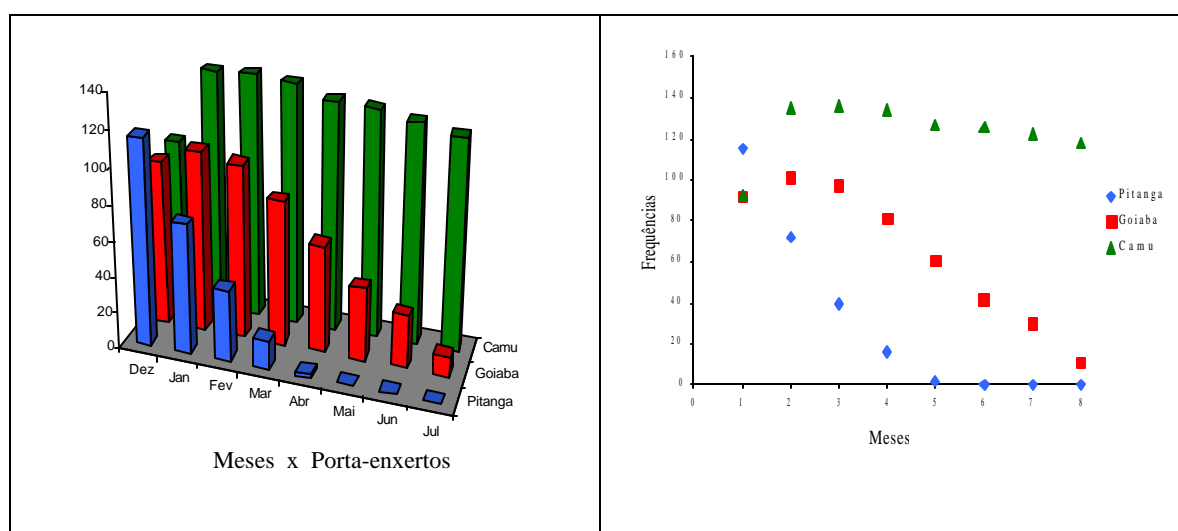 140
120
100
80
60
40
20
0
Dez
Jan
Fev
Mar
Abr
Mai
Jun
Jul
Camu
Goiaba
Pitanga
Meses x Porta-enxertos
160
140
120
100
80
60
40
20
0
0 1 2 3 4 5 6 7 8
Frequências
Meses
Pitanga
Goiaba
Camu